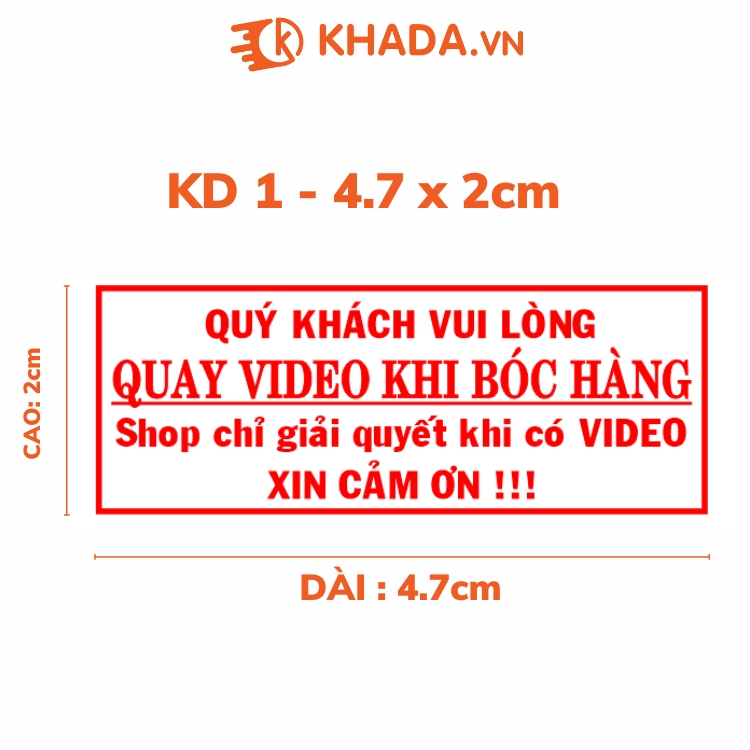 KHADA.VN
KD 1 - 4.7 x 2cm
QUÝ KHÁCH VUI LÒNG
QUAY VIDEO KHI BÓC HÀNG
Shop chỉ giải quyết khi có VIDEO
XIN CẢM ƠN !!!
CAO: 2cm
DÀI : 4.7cm